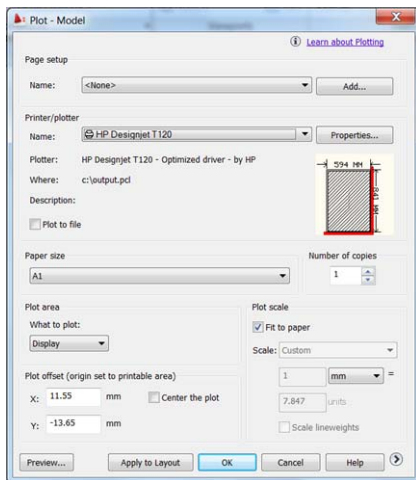 Plot - Model
Learn about Plotting
Page setup
Name: <None> Add...
Printer/plotter
Name: HP Designjet T120 Properties...
Plotter: HP Designjet T120 - Optimized driver - by HP
Where: c:\output.pcl
Description:
Plot to file
594 MM
841 MM
Paper size
A1
Number of copies
1
Plot area
What to plot:
Display
Plot offset (origin set to printable area)
X: 11.55 mm Center the plot
Y: -13.65 mm
Plot scale
Fit to paper
Scale: Custom
1 mm =
7.847 units
Scale lineweights
Preview... Apply to Layout OK Cancel Help